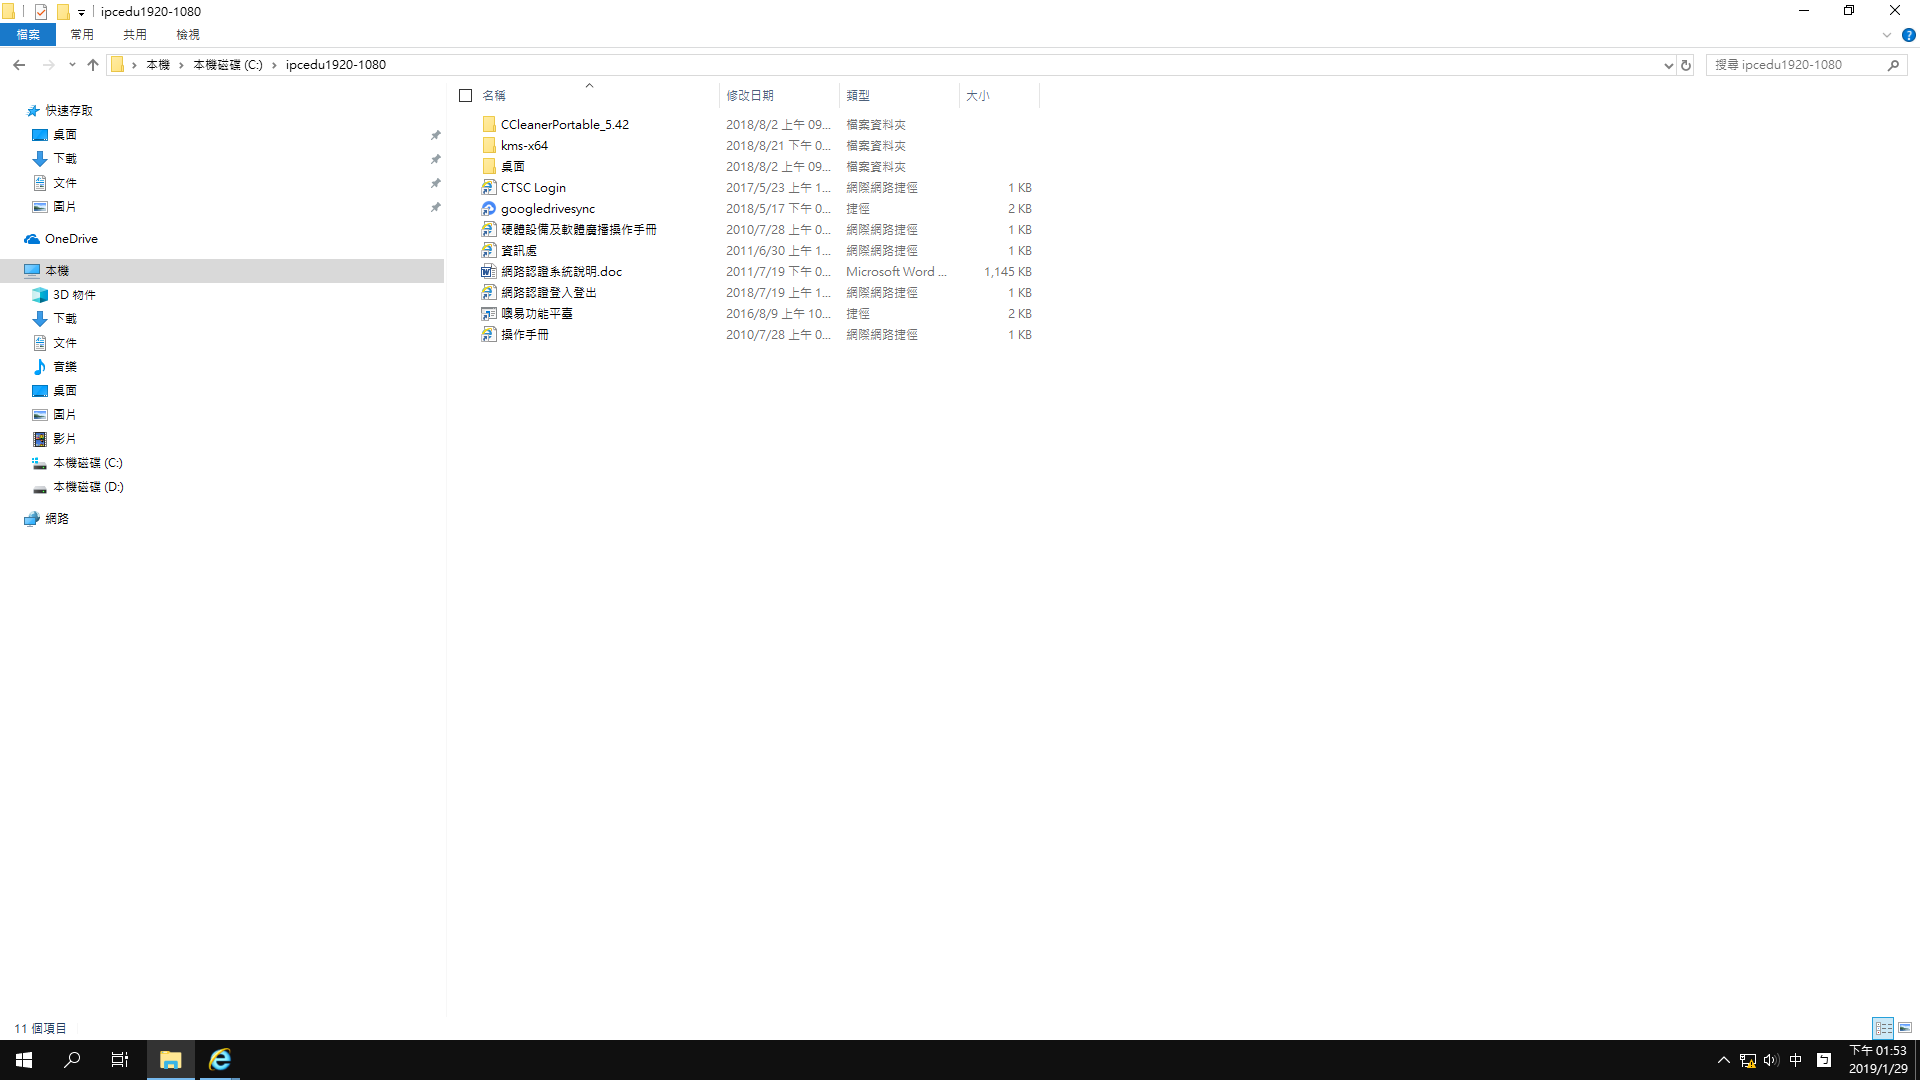 ipcedu1920-1080
檔案 常用 共用 檢視
本機 本機磁碟 (C:) ipcedu1920-1080 搜尋 ipcedu1920-1080
快速存取
桌面
下載
文件
圖片
OneDrive
本機
3D 物件
下載
文件
音樂
桌面
圖片
影片
本機磁碟 (C:)
本機磁碟 (D:)
網路
名稱 修改日期 類型 大小
CCleanerPortable_5.42 2018/8/2 上午 09... 檔案資料夾
kms-x64 2018/8/21 下午 0... 檔案資料夾
桌面 2018/8/2 上午 09... 檔案資料夾
CTSC Login 2017/5/23 上午 1... 網際網路捷徑 1 KB
googledrivesync 2018/5/17 下午 0... 捷徑 2 KB
硬體設備及軟體廣播操作手冊 2010/7/28 上午 0... 網際網路捷徑 1 KB
資訊處 2011/6/30 上午 1... 網際網路捷徑 1 KB
網路認證系統說明.doc 2011/7/19 下午 0... Microsoft Word ... 1,145 KB
網路認證登入登出 2018/7/19 上午 1... 網際網路捷徑 1 KB
噢易功能平臺 2016/8/9 上午 10... 捷徑 2 KB
操作手冊 2010/7/28 上午 0... 網際網路捷徑 1 KB
11 個項目
中 ㄅ 下午 01:53
2019/1/29